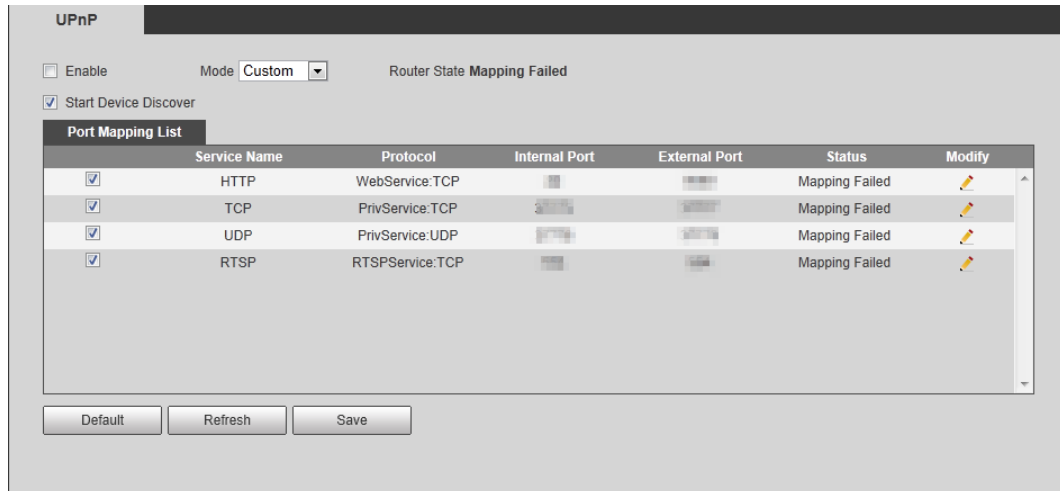 UPnP
Enable Mode Custom Router State Mapping Failed
Start Device Discover
Port Mapping List
Service Name Protocol Internal Port External Port Status Modify
HTTP WebService:TCP Mapping Failed
TCP PrivService:TCP Mapping Failed
UDP PrivService:UDP Mapping Failed
RTSP RTSPService:TCP Mapping Failed
Default Refresh Save